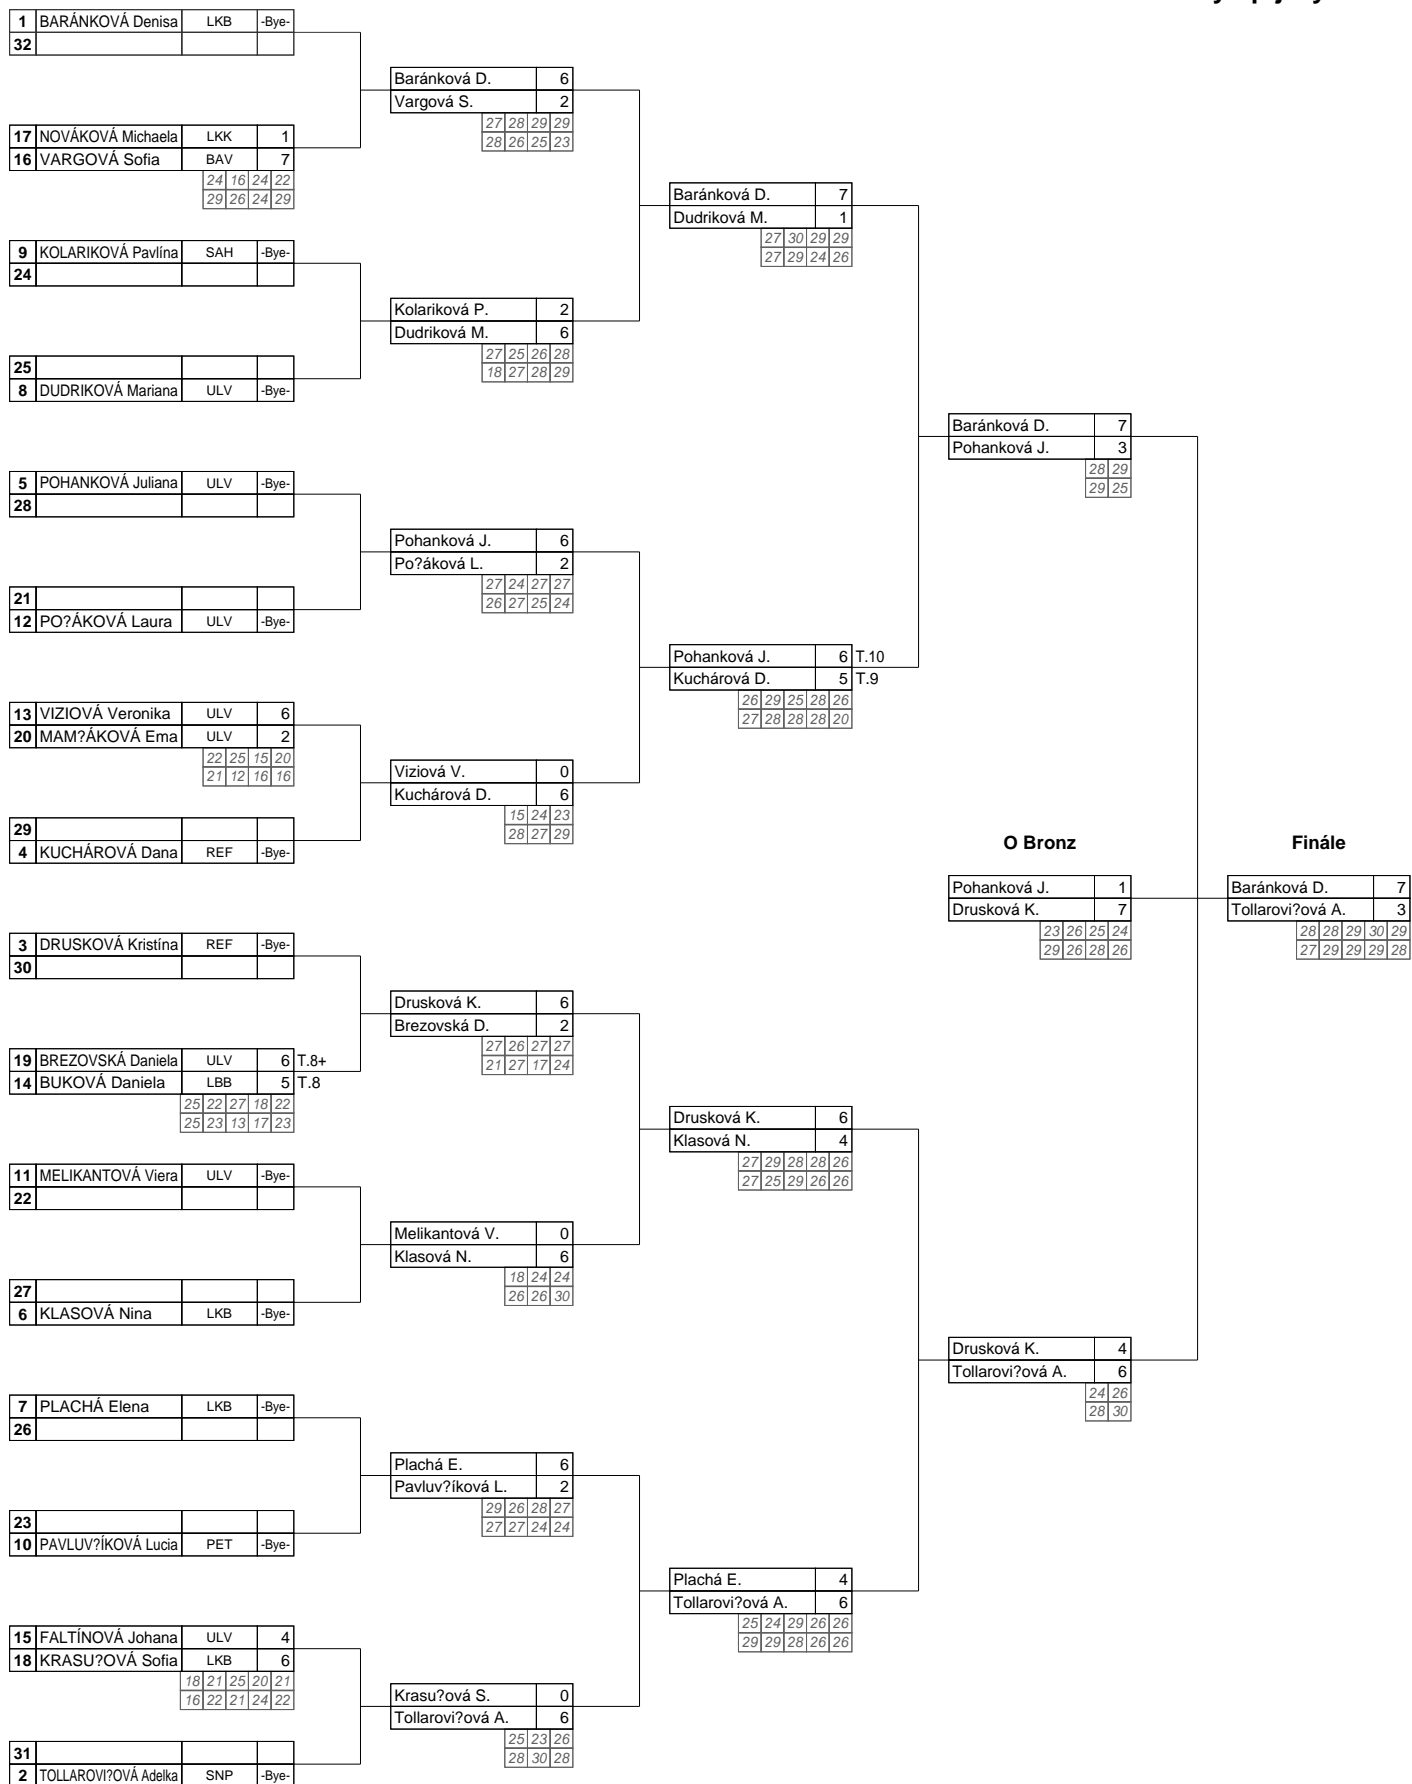 1 BARÁNKOVÁ Denisa LKB -Bye-
32
Baránková D. 6
Vargová S. 2
27 28 29 29
28 26 25 23
17 NOVÁKOVÁ Michaela LKK 1
16 VARGOVÁ Sofia BAV 7
24 16 24 22
29 26 24 29
Baránková D. 7
Dudriková M. 1
27 30 29 29
27 29 24 26
9 KOLARIKOVÁ Pavlína SAH -Bye-
24
Kolariková P. 2
Dudriková M. 6
27 25 26 28
18 27 28 29
25
8 DUDRIKOVÁ Mariana ULV -Bye-
Baránková D. 7
Pohanková J. 3
28 29
29 25
5 POHANKOVÁ Juliana ULV -Bye-
28
Pohanková J. 6
Po?áková L. 2
27 24 27 27
26 27 25 24
21
12 PO?ÁKOVÁ Laura ULV -Bye-
Pohanková J. 6 T.10
Kuchárová D. 5 T.9
26 29 25 28 26
27 28 28 28 20
13 VIZIOVÁ Veronika ULV 6
20 MAM?ÁKOVÁ Ema ULV 2
22 25 15 20
21 12 16 16
Viziová V. 0
Kuchárová D. 6
15 24 23
28 27 29
29
4 KUCHÁROVÁ Dana REF -Bye-
O Bronz Finále
Pohanková J. 1
Drusková K. 7
23 26 25 24
29 26 28 26
Baránková D. 7
Tollarovi?ová A. 3
28 28 29 30 29
27 29 29 29 28
3 DRUSKOVÁ Kristína REF -Bye-
30
Drusková K. 6
Brezovská D. 2
27 26 27 27
21 27 17 24
19 BREZOVSKÁ Daniela ULV 6 T.8+
14 BUKOVÁ Daniela LBB 5 T.8
25 22 27 18 22
25 23 13 17 23
Drusková K. 6
Klasová N. 4
27 29 28 28 26
27 25 29 26 26
11 MELIKANTOVÁ Viera ULV -Bye-
22
Melikantová V. 0
Klasová N. 6
18 24 24
26 26 30
27
6 KLASOVÁ Nina LKB -Bye-
Drusková K. 4
Tollarovi?ová A. 6
24 26
28 30
7 PLACHÁ Elena LKB -Bye-
26
Plachá E. 6
Pavluv?íková L. 2
29 26 28 27
27 27 24 24
23
10 PAVLUV?ÍKOVÁ Lucia PET -Bye-
Plachá E. 4
Tollarovi?ová A. 6
25 24 29 26 26
29 29 28 26 26
15 FALTÍNOVÁ Johana ULV 4
18 KRASU?OVÁ Sofia LKB 6
18 21 25 20 21
16 22 21 24 22
Krasu?ová S. 0
Tollarovi?ová A. 6
25 23 26
28 30 28
31
2 TOLLAROVI?OVÁ Adelka SNP -Bye-